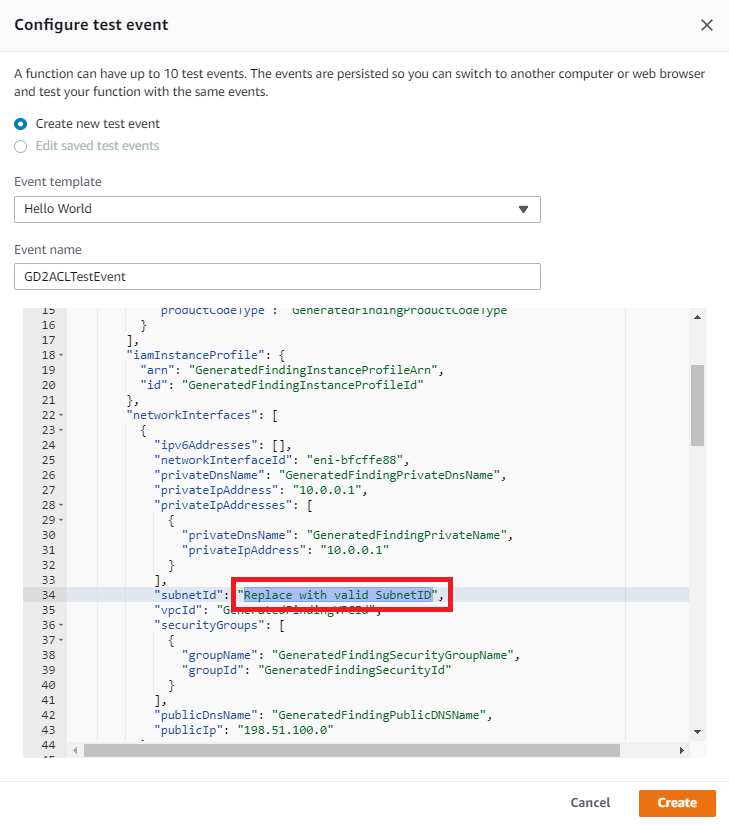 Configure test event
A function can have up to 10 test events. The events are persisted so you can switch to another computer or web browser
and test your function with the same events.
Create new test event
Edit saved test events
Event template
Hello World
Event name
GD2ACLTestEvent
15 "productCodeType": "GeneratedFindingProductCodeType"
16 }
17 ],
18 "iamInstanceProfile": {
19 "arn": "GeneratedFindingInstanceProfileArn",
20 "id": "GeneratedFindingInstanceProfileId"
21 },
22 "networkInterfaces": [
23 {
24 "ipv6Addresses": [],
25 "networkInterfaceId": "eni-bfcffe88",
26 "privateDnsName": "GeneratedFindingPrivateDnsName",
27 "privateIpAddress": "10.0.0.1",
28 "privateIpAddresses": [
29 {
30 "privateDnsName": "GeneratedFindingPrivateName",
31 "privateIpAddress": "10.0.0.1"
32 }
33 ],
34 "subnetId": "Replace with valid SubnetID",
35 "vpcId": "GeneratedFindingVPCId",
36 "securityGroups": [
37 {
38 "groupName": "GeneratedFindingSecurityGroupName",
39 "groupId": "GeneratedFindingSecurityId"
40 }
41 ],
42 "publicDnsName": "GeneratedFindingPublicDNSName",
43 "publicIp": "198.51.100.0"
44
Cancel
Create